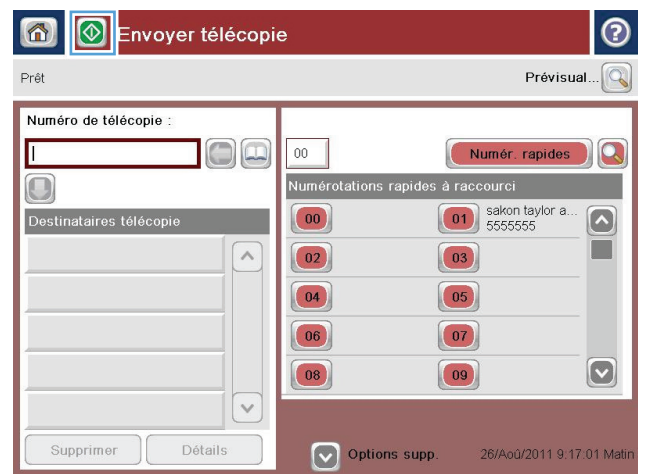 Envoyer télécopie
Prêt
Prévisual...
Numéro de télécopie :
00
Numér. rapides
Numérotations rapides à raccourci
Destinataires télécopie
00
01 sakon taylor a...
5555555
02
03
04
05
06
07
08
09
Supprimer
Détails
Options supp.
26/Aoû/2011 9:17:01 Matin